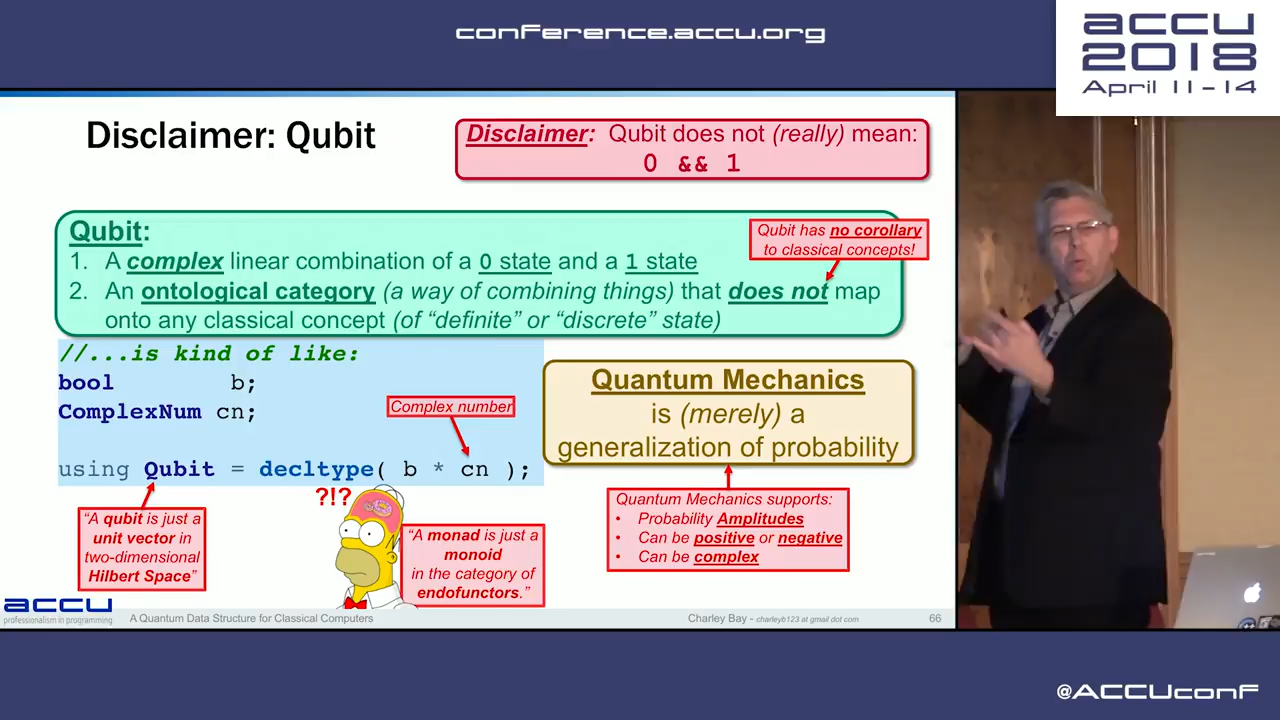 conference.accu.org
accu
2018
April 11-14
Disclaimer: Qubit
Disclaimer: Qubit does not (really) mean:
0 && 1
Qubit:
1. A complex linear combination of a 0 state and a 1 state
2. An ontological category (a way of combining things) that does not map
onto any classical concept (of “definite” or “discrete” state)
Qubit has no corollary
to classical concepts!
//...is kind of like:
bool b;
ComplexNum cn;
Complex number
using Qubit = decltype( b * cn );
Quantum Mechanics
is (merely) a
generalization of probability
?!?
“A qubit is just a
unit vector in
two-dimensional
Hilbert Space”
“A monad is just a
monoid
in the category of
endofunctors.”
Quantum Mechanics supports:
• Probability Amplitudes
• Can be positive or negative
• Can be complex
accu
professionalism in programming
A Quantum Data Structure for Classical Computers
Charley Bay - charleyb123 at gmail dot com
66
@ACCUconf